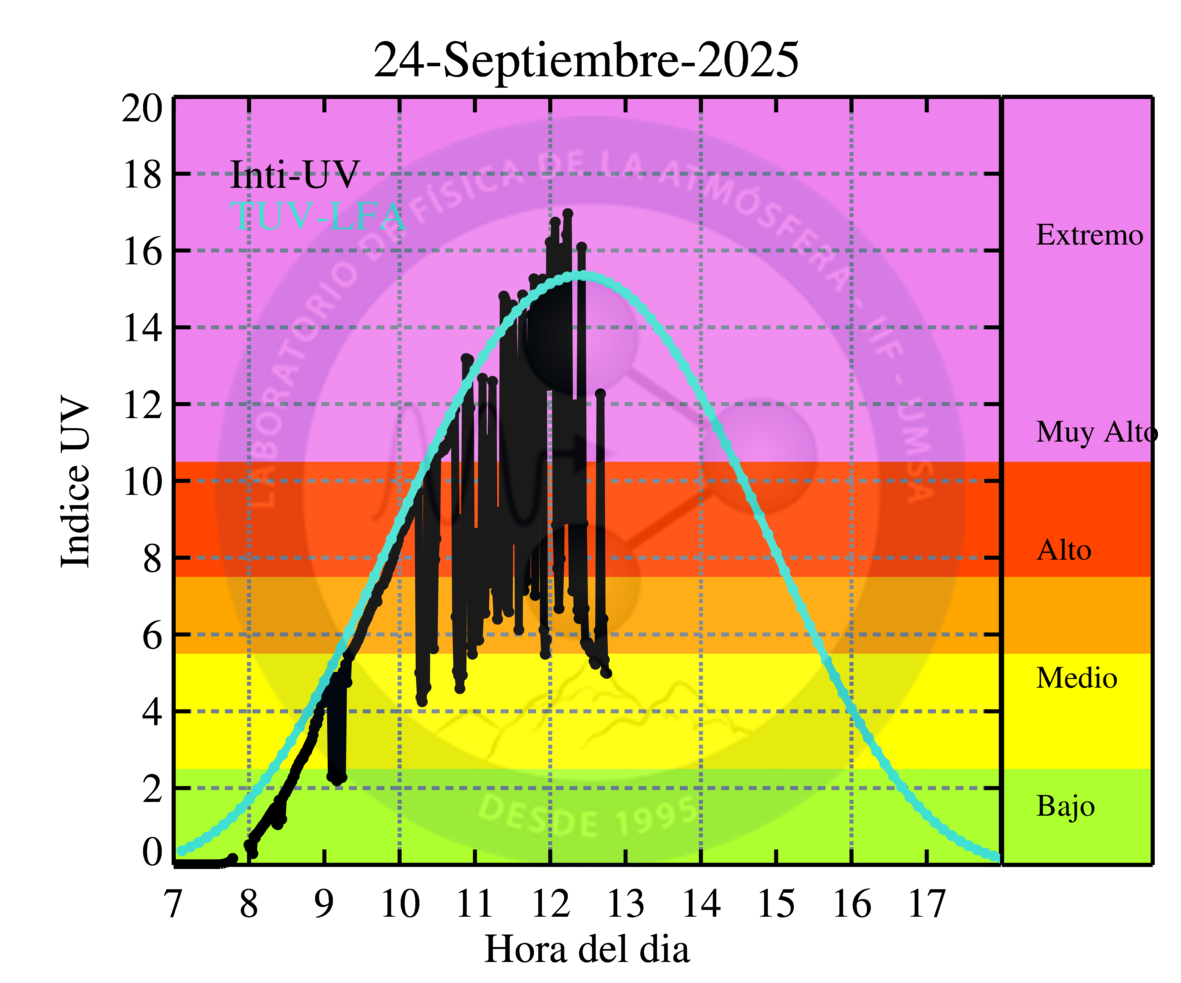 24-Septiembre-2025
20
18
16
14
12
10
8
6
4
2
0
Indice UV
Inti-UV
TUV-LFA
LABORATORIO DE FÍSICA DE LA ATMÓSFERA - IIF - UMSA
DESDE 1995
Extremo
Muy Alto
Alto
Medio
Bajo
7 8 9 10 11 12 13 14 15 16 17
Hora del dia